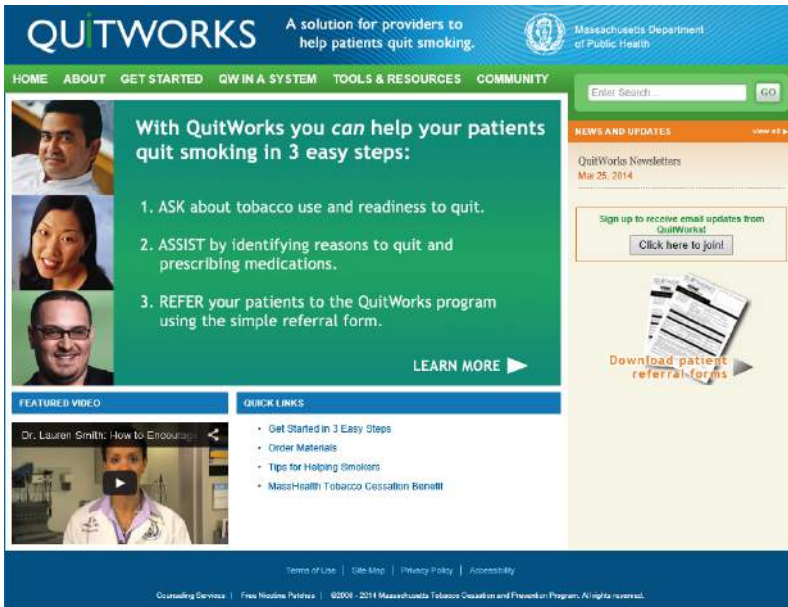 QUiTWORKS
A solution for providers to
help patients quit smoking.
Massachusetts Department
of Public Health
HOME ABOUT GET STARTED QW IN A SYSTEM TOOLS & RESOURCES COMMUNITY
Enter Search...
GO
With QuitWorks you can help your patients
quit smoking in 3 easy steps:
1. ASK about tobacco use and readiness to quit.
2. ASSIST by identifying reasons to quit and
prescribing medications.
3. REFER your patients to the QuitWorks program
using the simple referral form.
LEARN MORE
NEWS AND UPDATES
view all
QuitWorks Newsletters
Mar 25, 2014
Sign up to receive email updates from
QuitWorks!
Click here to join!
Download patient
referral forms
FEATURED VIDEO
Dr. Lauren Smith: How to Encourag
QUICK LINKS
• Get Started in 3 Easy Steps
• Order Materials
• Tips for Helping Smokers
• MassHealth Tobacco Cessation Benefit
Terms of Use | Site Map | Privacy Policy | Accessibility
Counseling Services | Free Nicotine Patches | ©2006 - 2014 Massachusetts Tobacco Cessation and Prevention Program. All rights reserved.